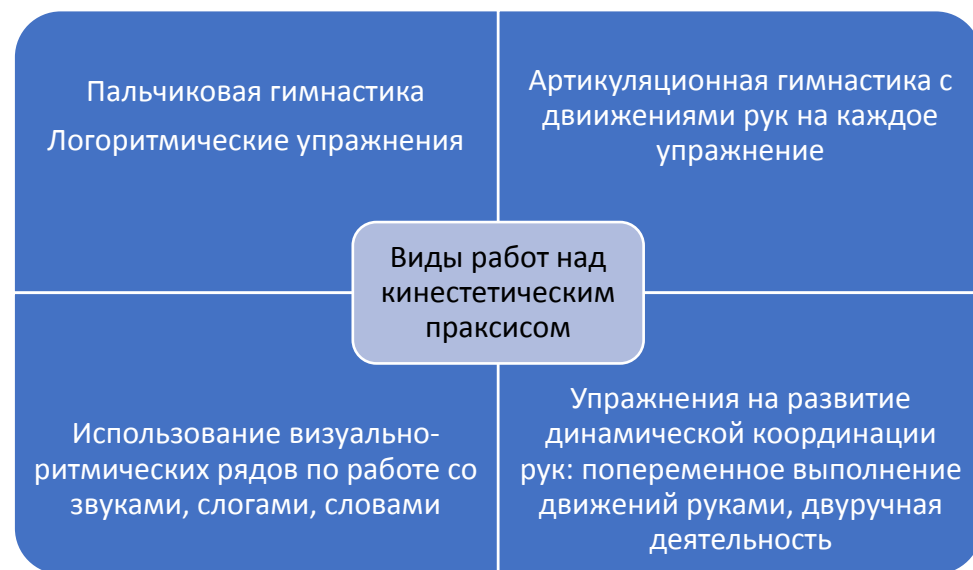 Пальчиковая гимнастика
Логоритмические упражнения
Артикуляционная гимнастика с
двиижениями рук на каждое
упражнение
Виды работ над
кинестетическим
праксисом
Использование визуально-
ритмических рядов по работе со
звуками, слогами, словами
Упражнения на развитие
динамической координации
рук: попеременное выполнение
движений руками, двуручная
деятельность